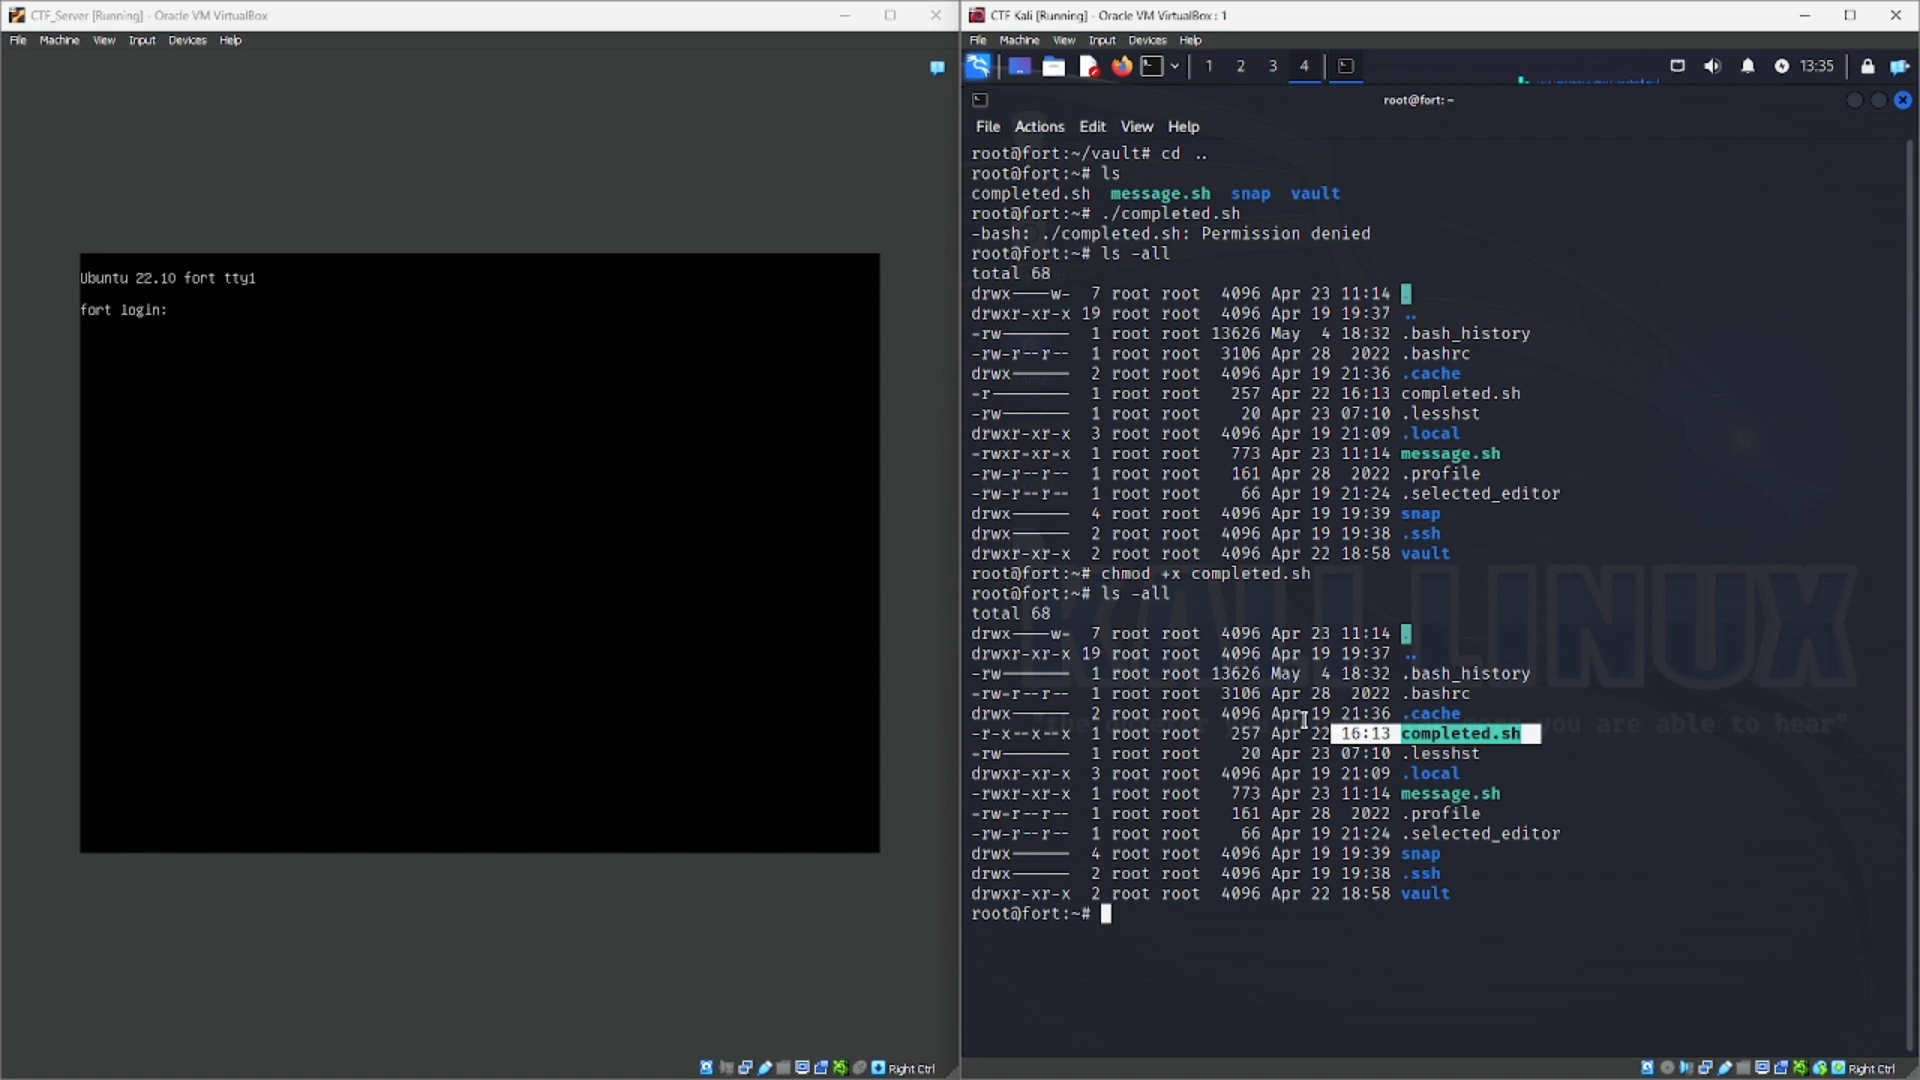 CTF_Server [Running] - Oracle VM VirtualBox
File Machine View Input Devices Help
Ubuntu 22.10 fort tty1
fort login:
Right Ctrl
CTF Kali [Running] - Oracle VM VirtualBox : 1
File Machine View Input Devices Help
1 2 3 4 13:35
root@fort: ~
File Actions Edit View Help
root@fort:~/vault# cd ..
root@fort:~# ls
completed.sh message.sh snap vault
root@fort:~# ./completed.sh
-bash: ./completed.sh: Permission denied
root@fort:~# ls -all
total 68
drwx----w- 7 root root 4096 Apr 23 11:14 .
drwxr-xr-x 19 root root 4096 Apr 19 19:37 ..
-rw------- 1 root root 13626 May 4 18:32 .bash_history
-rw-r--r-- 1 root root 3106 Apr 28 2022 .bashrc
drwx------ 2 root root 4096 Apr 19 21:36 .cache
-r-------- 1 root root 257 Apr 22 16:13 completed.sh
-rw------- 1 root root 20 Apr 23 07:10 .lesshst
drwxr-xr-x 3 root root 4096 Apr 19 21:09 .local
-rwxr-xr-x 1 root root 773 Apr 23 11:14 message.sh
-rw-r--r-- 1 root root 161 Apr 28 2022 .profile
-rw-r--r-- 1 root root 66 Apr 19 21:24 .selected_editor
drwx------ 4 root root 4096 Apr 19 19:39 snap
drwx------ 2 root root 4096 Apr 19 19:38 .ssh
drwxr-xr-x 2 root root 4096 Apr 22 18:58 vault
root@fort:~# chmod +x completed.sh
root@fort:~# ls -all
total 68
drwx----w- 7 root root 4096 Apr 23 11:14 .
drwxr-xr-x 19 root root 4096 Apr 19 19:37 ..
-rw------- 1 root root 13626 May 4 18:32 .bash_history
-rw-r--r-- 1 root root 3106 Apr 28 2022 .bashrc
drwx------ 2 root root 4096 Apr 19 21:36 .cache
-r-x--x--x 1 root root 257 Apr 22 16:13 completed.sh
-rw------- 1 root root 20 Apr 23 07:10 .lesshst
drwxr-xr-x 3 root root 4096 Apr 19 21:09 .local
-rwxr-xr-x 1 root root 773 Apr 23 11:14 message.sh
-rw-r--r-- 1 root root 161 Apr 28 2022 .profile
-rw-r--r-- 1 root root 66 Apr 19 21:24 .selected_editor
drwx------ 4 root root 4096 Apr 19 19:39 snap
drwx------ 2 root root 4096 Apr 19 19:38 .ssh
drwxr-xr-x 2 root root 4096 Apr 22 18:58 vault
root@fort:~#
KALI LINUX
you are able to hear"
Right Ctrl